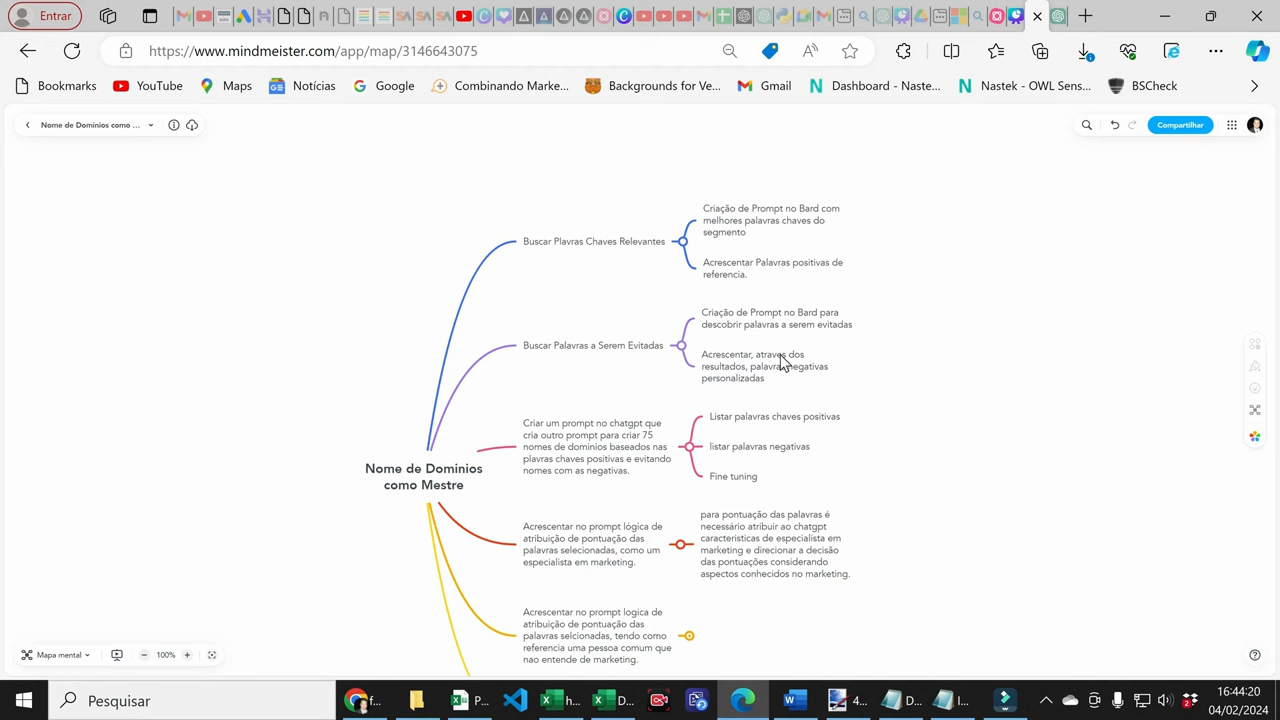 Entrar
https://www.mindmeister.com/app/map/3146643075
Bookmarks
YouTube
Maps
Notícias
Google
Combinando Marke...
Backgrounds for Ve...
Gmail
Dashboard - Naste...
Nastek - OWL Sens...
BSCheck
Nome de Domínios como ...
Compartilhar
Criação de Prompt no Bard com
melhores palavras chaves do
segmento
Buscar Plavras Chaves Relevantes
Acrescentar Palavras positivas de
referencia.
Criação de Prompt no Bard para
descobrir palavras a serem evitadas
Buscar Palavras a Serem Evitadas
Acrescentar, atraves dos
resultados, palavras negativas
personalizadas
Criar um prompt no chatgpt que
cria outro prompt para criar 75
nomes de dominios baseados nas
plavras chaves positivas e evitando
nomes com as negativas.
Listar palavras chaves positivas
listar palavras negativas
Fine tuning
Nome de Dominios
como Mestre
Acrescentar no prompt lógica de
atribuição de pontuação das
palavras selecionadas, como um
especialista em marketing.
para pontuação das palavras é
necessário atribuir ao chatgpt
caracteristicas de especialista em
marketing e direcionar a decisão
das pontuações considerando
aspectos conhecidos no marketing.
Acrescentar no prompt logica de
atribuição de pontuação das
palavras selcionadas, tendo como
referencia uma pessoa comum que
nao entende de marketing.
Mapa mental
100%
Pesquisar
f...
P...
h...
D...
4...
D...
I...
16:44:20
04/02/2024